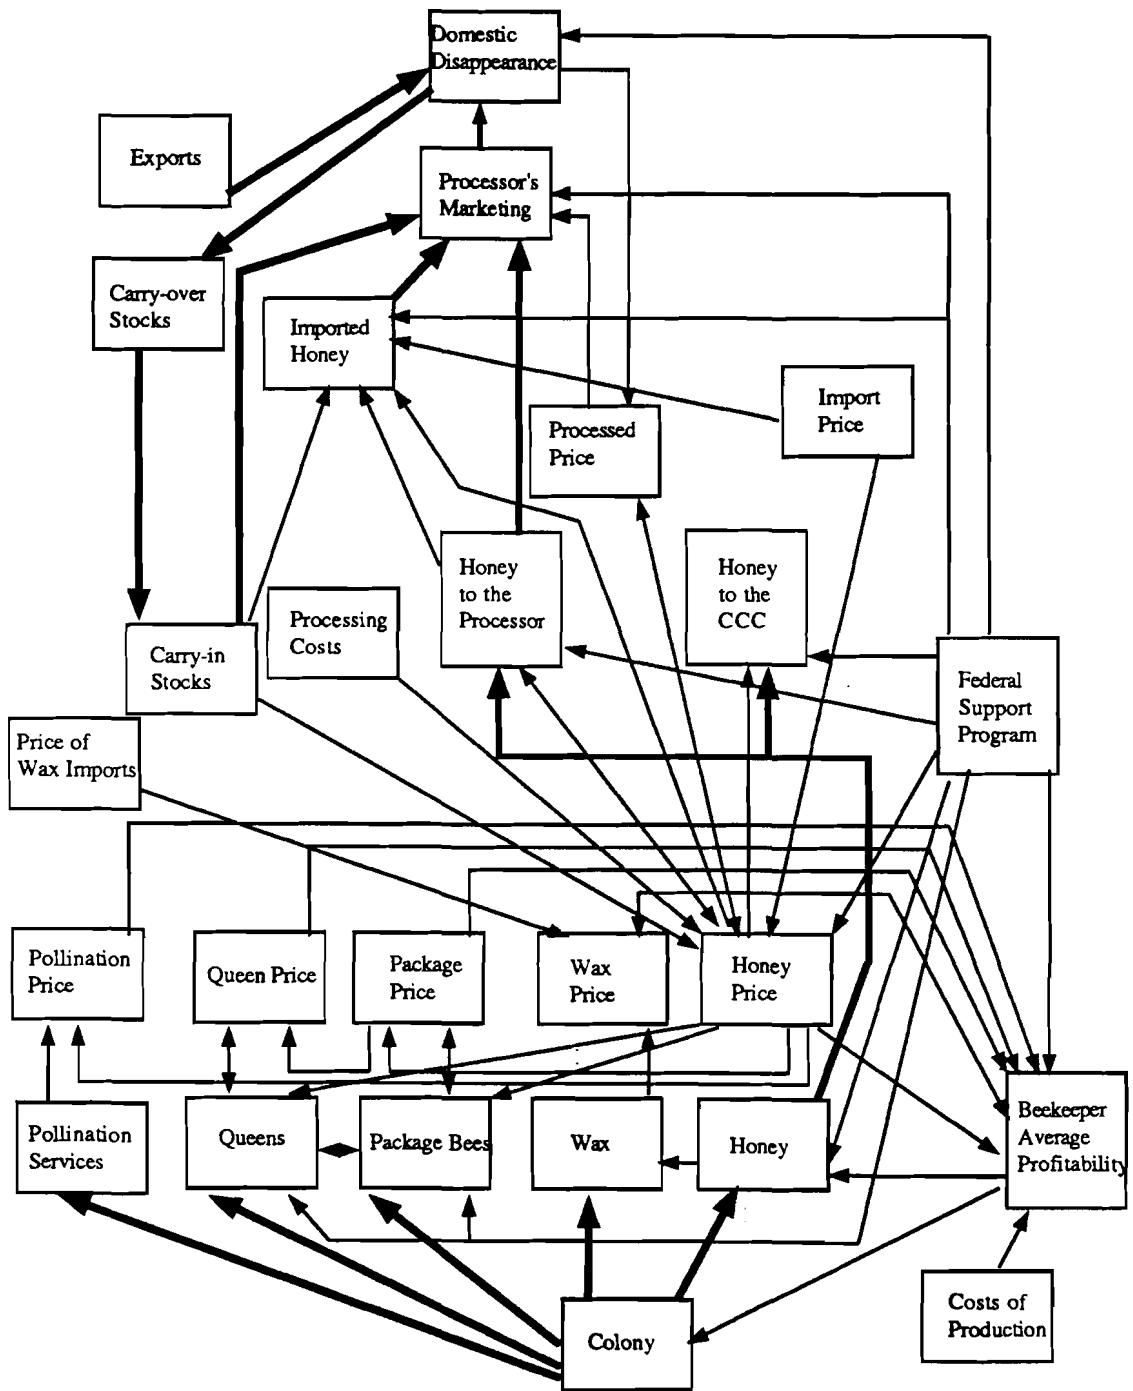 Domestic
Disappearance
Exports
Processor's
Marketing
Carry-over
Stocks
Imported
Honey
Import
Price
Processed
Price
Honey
to the
Processor
Honey
to the
CCC
Processing
Costs
Carry-in
Stocks
Federal
Support
Program
Price of
Wax Imports
Pollination
Price
Queen Price
Package
Price
Wax
Price
Honey
Price
Pollination
Services
Queens
Package Bees
Wax
Honey
Beekeeper
Average
Profitability
Costs of
Production
Colony